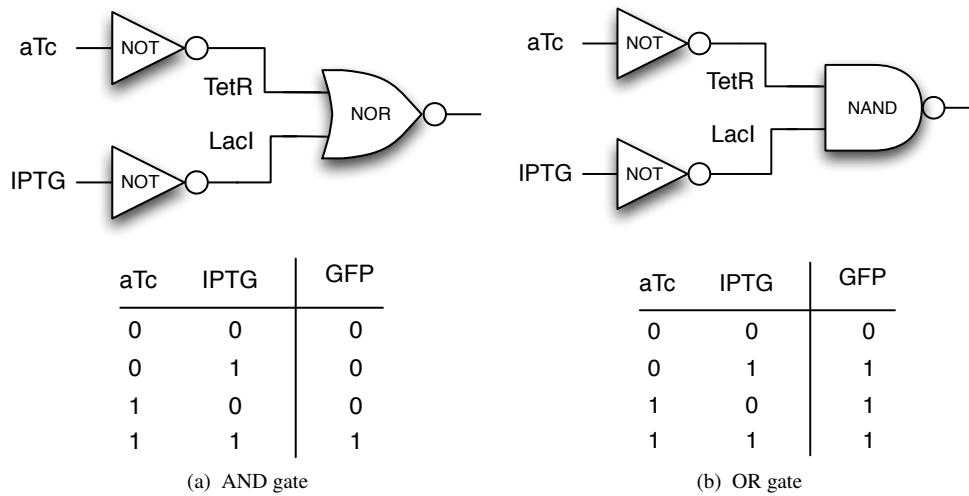 aTc
NOT
TetR
NOR
LacI
IPTG
NOT
aTc IPTG GFP
0 0 0
0 1 0
1 0 0
1 1 1
(a) AND gate
aTc
NOT
TetR
NAND
LacI
IPTG
NOT
aTc IPTG GFP
0 0 0
0 1 1
1 0 1
1 1 1
(b) OR gate